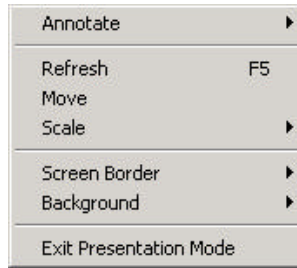 Annotate
Refresh F5
Move
Scale
Screen Border
Background
Exit Presentation Mode